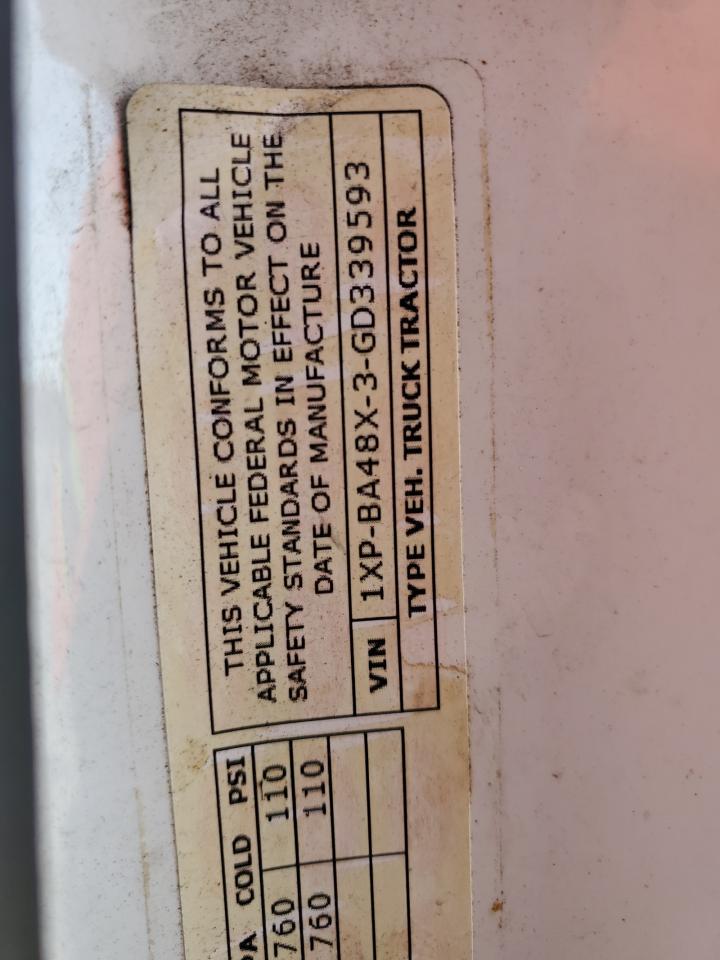 PA COLD PSI
760 110
760 110
THIS VEHICLE CONFORMS TO ALL
APPLICABLE FEDERAL MOTOR VEHICLE
SAFETY STANDARDS IN EFFECT ON THE
DATE OF MANUFACTURE
VIN 1XP-BA48X-3-GD339593
TYPE VEH. TRUCK TRACTOR